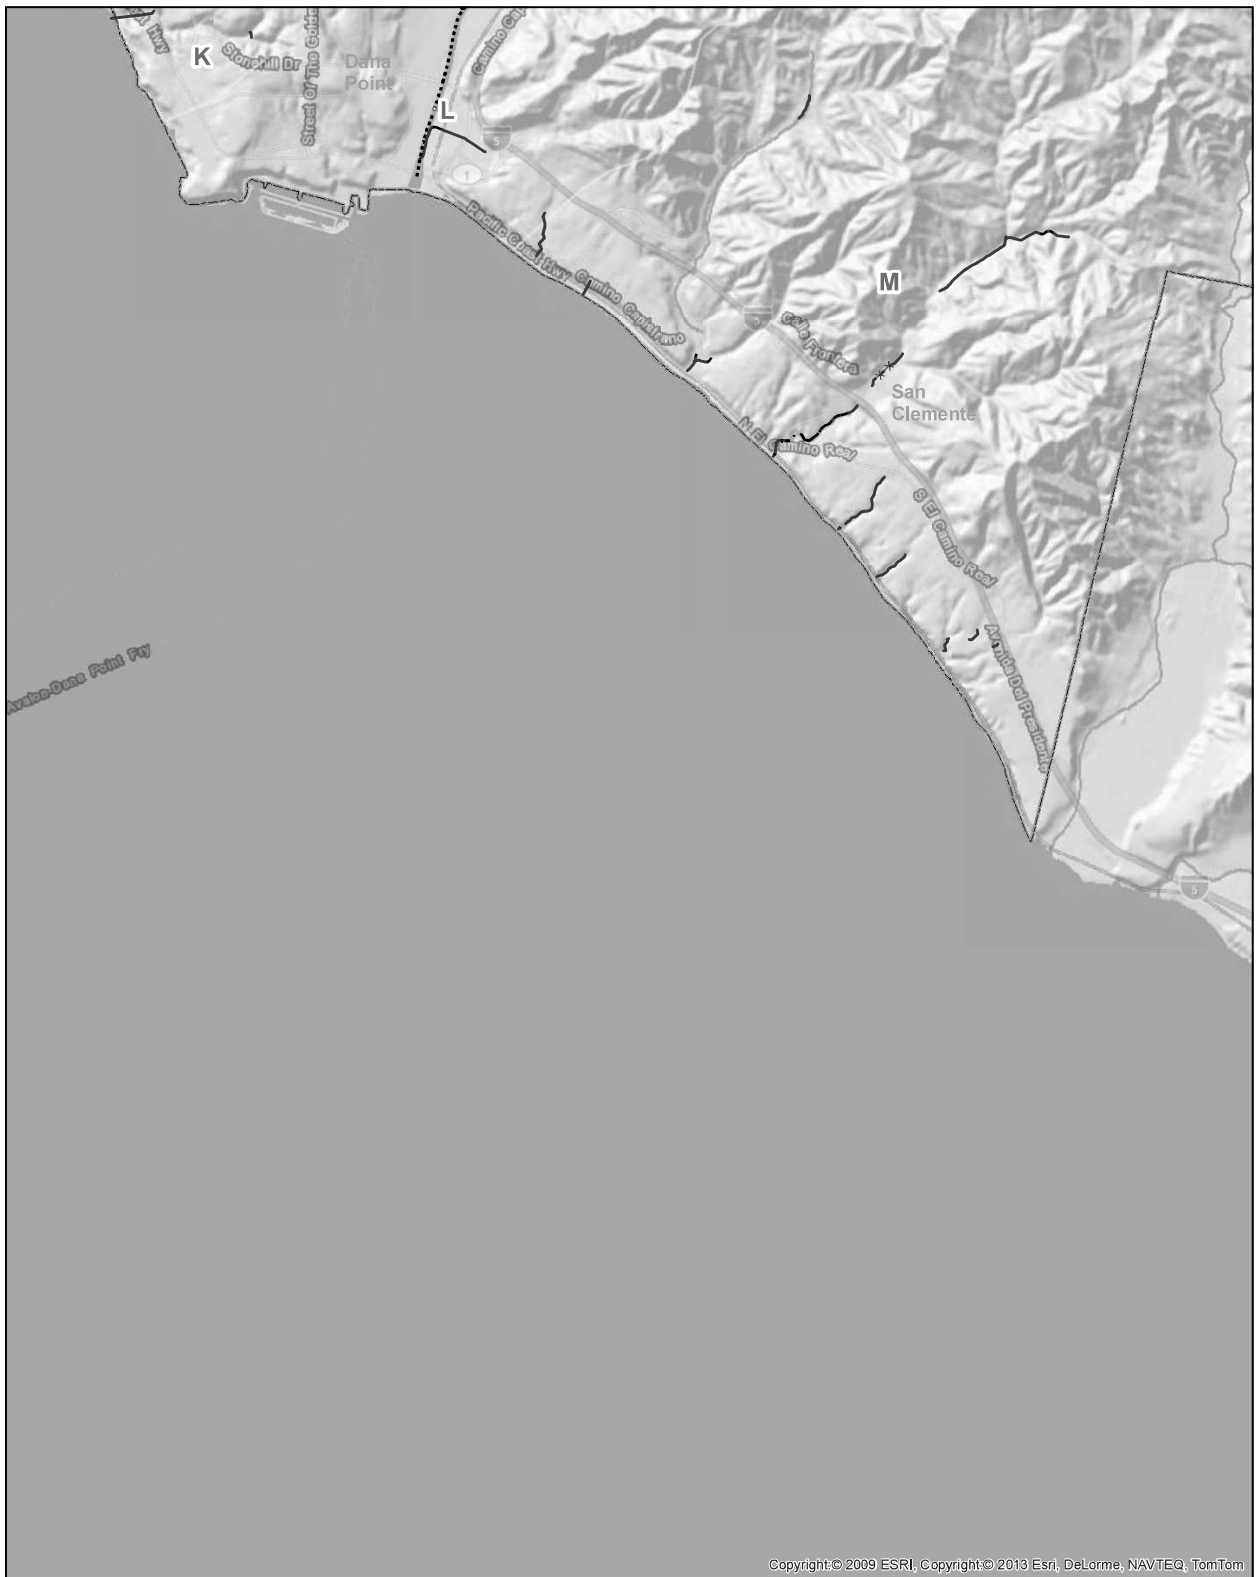 Hwy
K
Stonehill Dr
Street Of The Golden
Dana
Point
Camino Cap
L
5
1
Pacific Coast Hwy
Camino Capistrano
M
5
Calle
Frontera
San
Clemente
N El Camino Real
S El Camino Real
Avenida Del Presidente
Avalon-Dana Point Fry
5
Copyright:© 2009 ESRI, Copyright:© 2013 Esri, DeLorme, NAVTEQ, TomTom